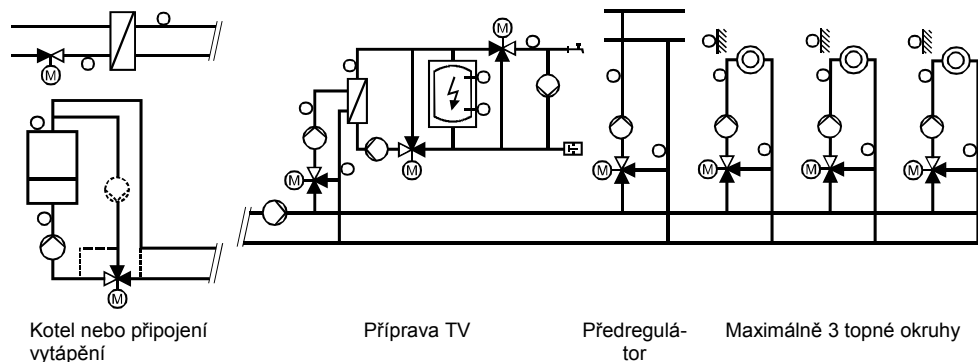 M
M
M
M
M
M
M
M
M
M
Kotel nebo připojení
vytápění
Příprava TV
Předregulá-
tor
Maximálně 3 topné okruhy